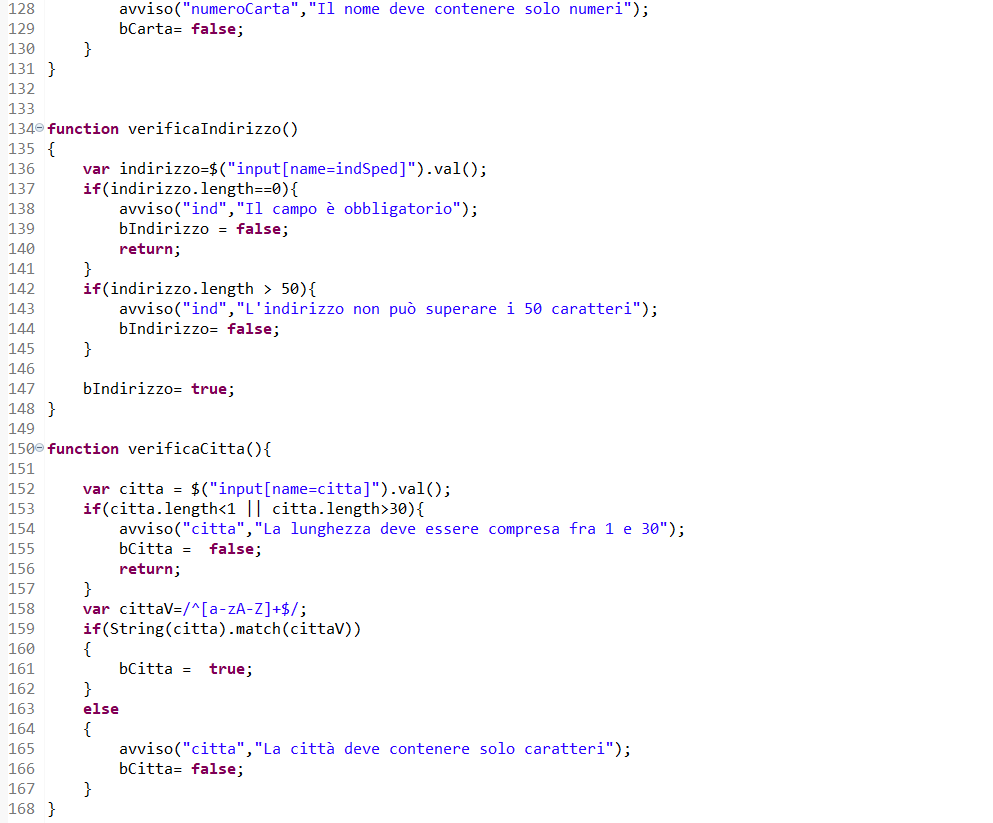 128 avviso("numeroCarta","Il nome deve contenere solo numeri");
129 bCarta= false;
130 }
131 }
132
133
134 function verificaIndirizzo()
135 {
136 var indirizzo=$("input[name=indSped]").val();
137 if(indirizzo.length==0){
138 avviso("ind","Il campo è obbligatorio");
139 bIndirizzo = false;
140 return;
141 }
142 if(indirizzo.length > 50){
143 avviso("ind","L'indirizzo non può superare i 50 caratteri");
144 bIndirizzo= false;
145 }
146
147 bIndirizzo= true;
148 }
149
150 function verificaCitta(){
151
152 var citta = $("input[name=citta]").val();
153 if(citta.length<1 || citta.length>30){
154 avviso("citta","La lunghezza deve essere compresa fra 1 e 30");
155 bCitta =  false;
156 return;
157 }
158 var cittaV=/^[a-zA-Z]+$/;
159 if(String(citta).match(cittaV))
160 {
161 bCitta =  true;
162 }
163 else
164 {
165 avviso("citta","La città deve contenere solo caratteri");
166 bCitta= false;
167 }
168 }